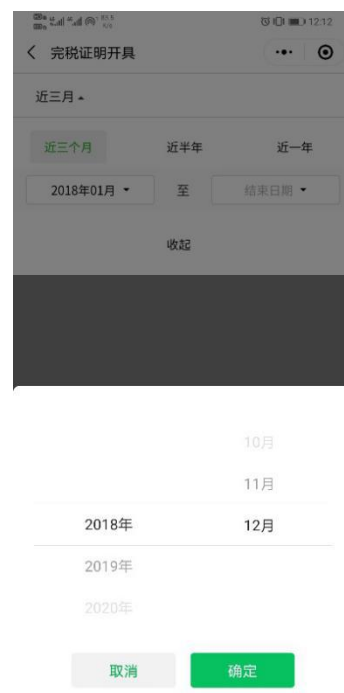 12:12
完税证明开具
近三月
近三个月 近半年 近一年
2018年01月 至 结束日期
收起
10月
11月
2018年 12月
2019年
2020年
取消 确定